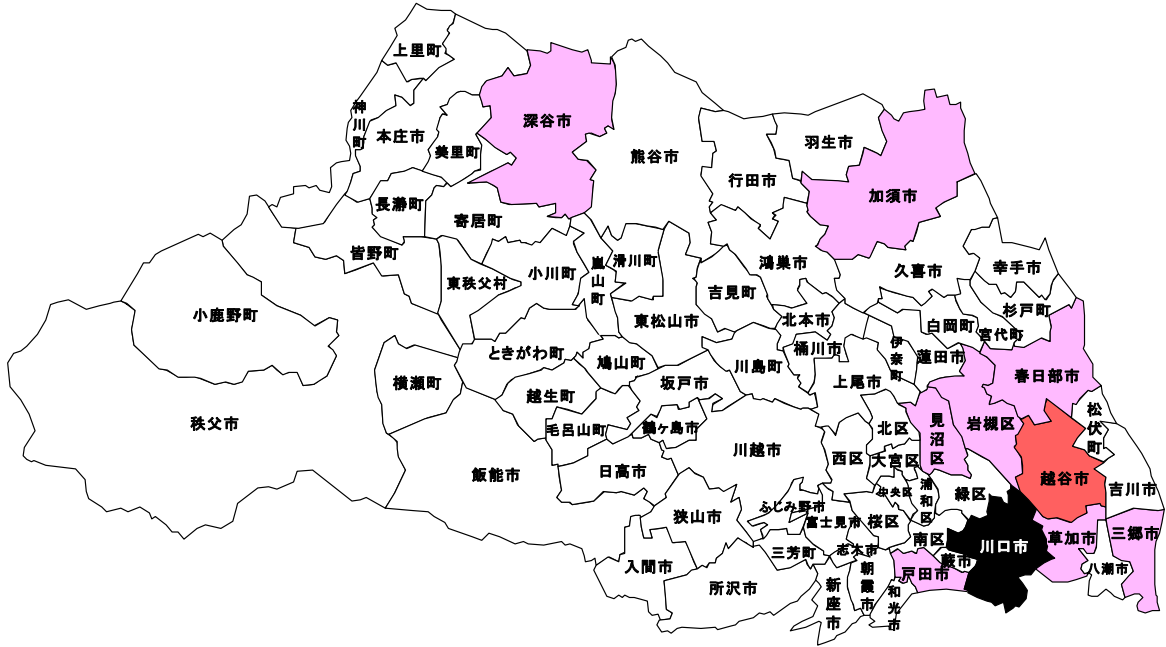 上里町
神川町
本庄市
美里町
深谷市
熊谷市
行田市
羽生市
加須市
長瀞町
寄居町
皆野町
東秩父村
小川町
嵐山町
滑川町
吉見町
鴻巣市
久喜市
幸手市
小鹿野町
東松山市
北本市
桶川市
伊奈町
白岡町
杉戸町
宮代町
蓮田市
ときがわ町
鳩山町
川島町
上尾市
春日部市
横瀬町
越生町
坂戸市
秩父市
毛呂山町
鶴ヶ島市
北区
見沼区
岩槻区
松伏町
飯能市
日高市
川越市
西区
大宮区
越谷市
吉川市
中央区
浦和区
緑区
狭山市
ふじみ野市
富士見市
桜区
南区
川口市
草加市
三郷市
入間市
三芳町
志木市
蕨市
戸田市
八潮市
所沢市
新座市
朝霞市
和光市